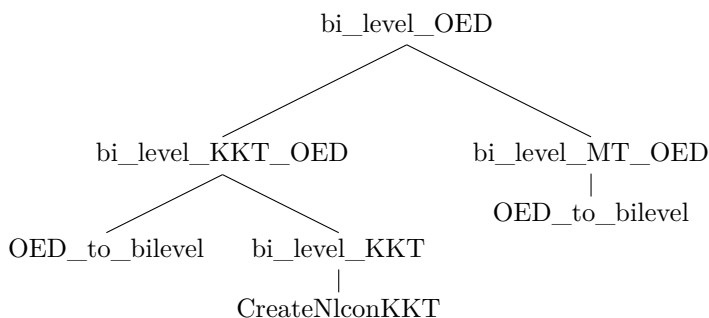 bi_level_OED
bi_level_KKT_OED
bi_level_MT_OED
OED_to_bilevel
OED_to_bilevel
bi_level_KKT
CreateNlconKKT